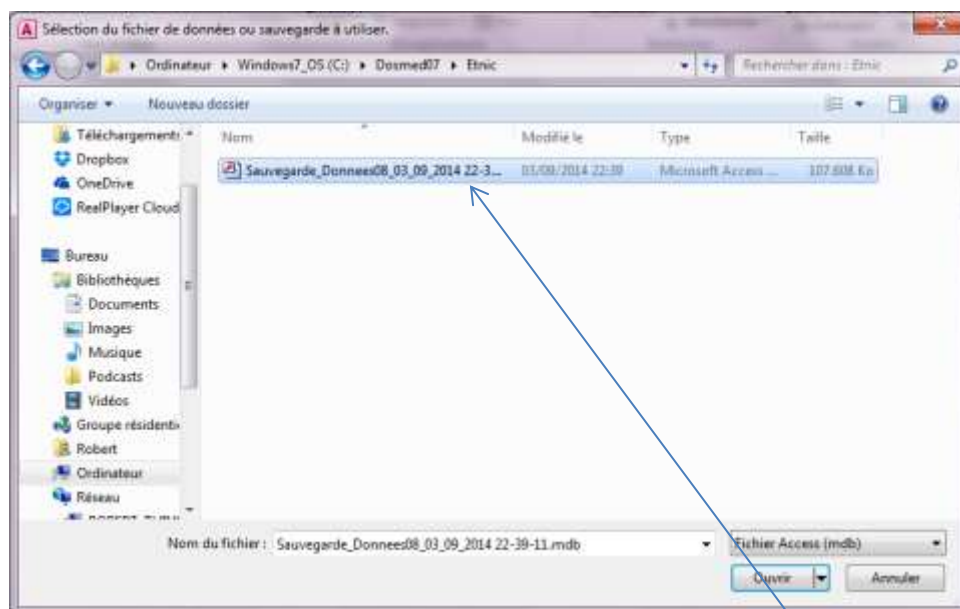 Sélection du fichier de données ou sauvegarde à utiliser.
Ordinateur Windows7_OS (C:) Dosmed07 Etnic Rechercher dans : Etnic
Organiser Nouveau dossier
Téléchargements Nom Modifié le Type Taille
Dropbox Sauvegarde_Donnees08_03_09_2014 22-3... 03/09/2014 22:39 Microsoft Access ... 107.608 Ko
OneDrive
RealPlayer Cloud
Bureau
Bibliothèques
Documents
Images
Musique
Podcasts
Vidéos
Groupe résidenti
Robert
Ordinateur
Réseau
Nom du fichier : Sauvegarde_Donnees08_03_09_2014 22-39-11.mdb Fichier Access (mdb)
Ouvrir Annuler